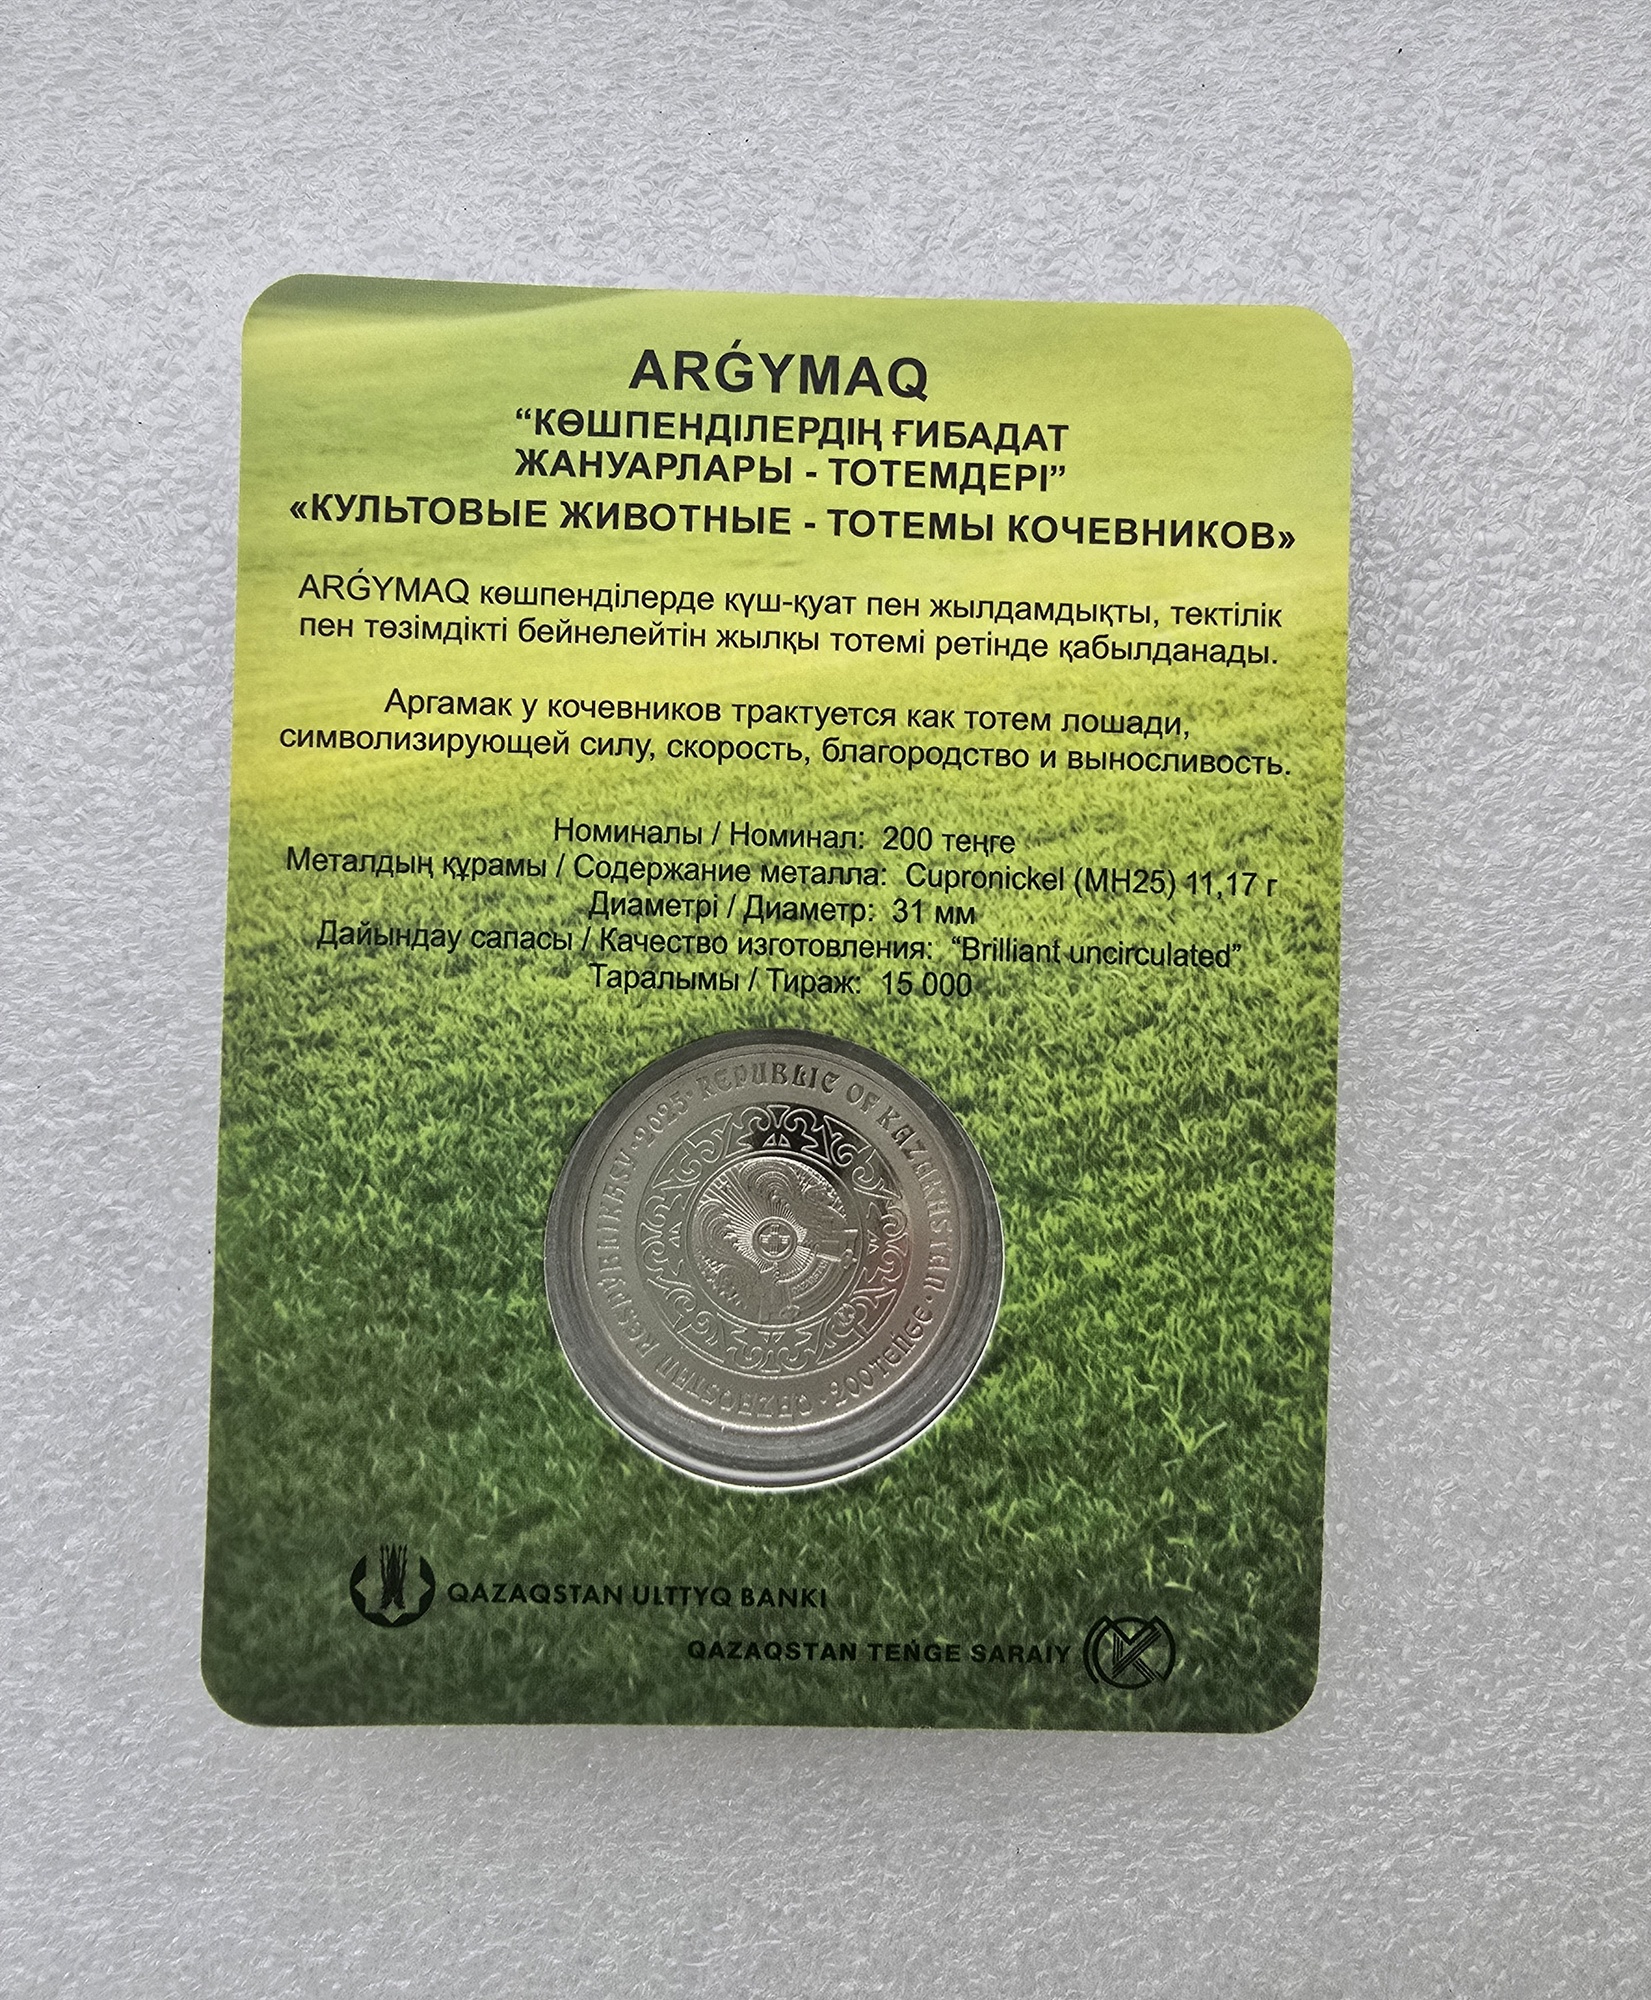 ARǴYMAQ
“КӨШПЕНДІЛЕРДІҢ ҒИБАДАТ
ЖАНУАРЛАРЫ - ТОТЕМДЕРІ”
«КУЛЬТОВЫЕ ЖИВОТНЫЕ - ТОТЕМЫ КОЧЕВНИКОВ»
ARǴYMAQ көшпенділерде күш-қуат пен жылдамдықты, тектілік
пен төзімдікті бейнелейтін жылқы тотемі ретінде қабылданады.
Аргамак у кочевников трактуется как тотем лошади,
символизирующей силу, скорость, благородство и выносливость.
Номиналы / Номинал: 200 теңге
Металдың құрамы / Содержание металла: Cupronickel (МН25) 11,17 г
Диаметрі / Диаметр: 31 мм
Дайындау сапасы / Качество изготовления: “Brilliant uncirculated”
Таралымы / Тираж: 15 000
QAZAQSTAN RESPYBLIKASY · 2025 · REPUBLIC OF KAZAKHSTAN · 200 TEŃGE ·
QAZAQSTAN ULTTYQ BANKI
QAZAQSTAN TEŃGE SARAIY